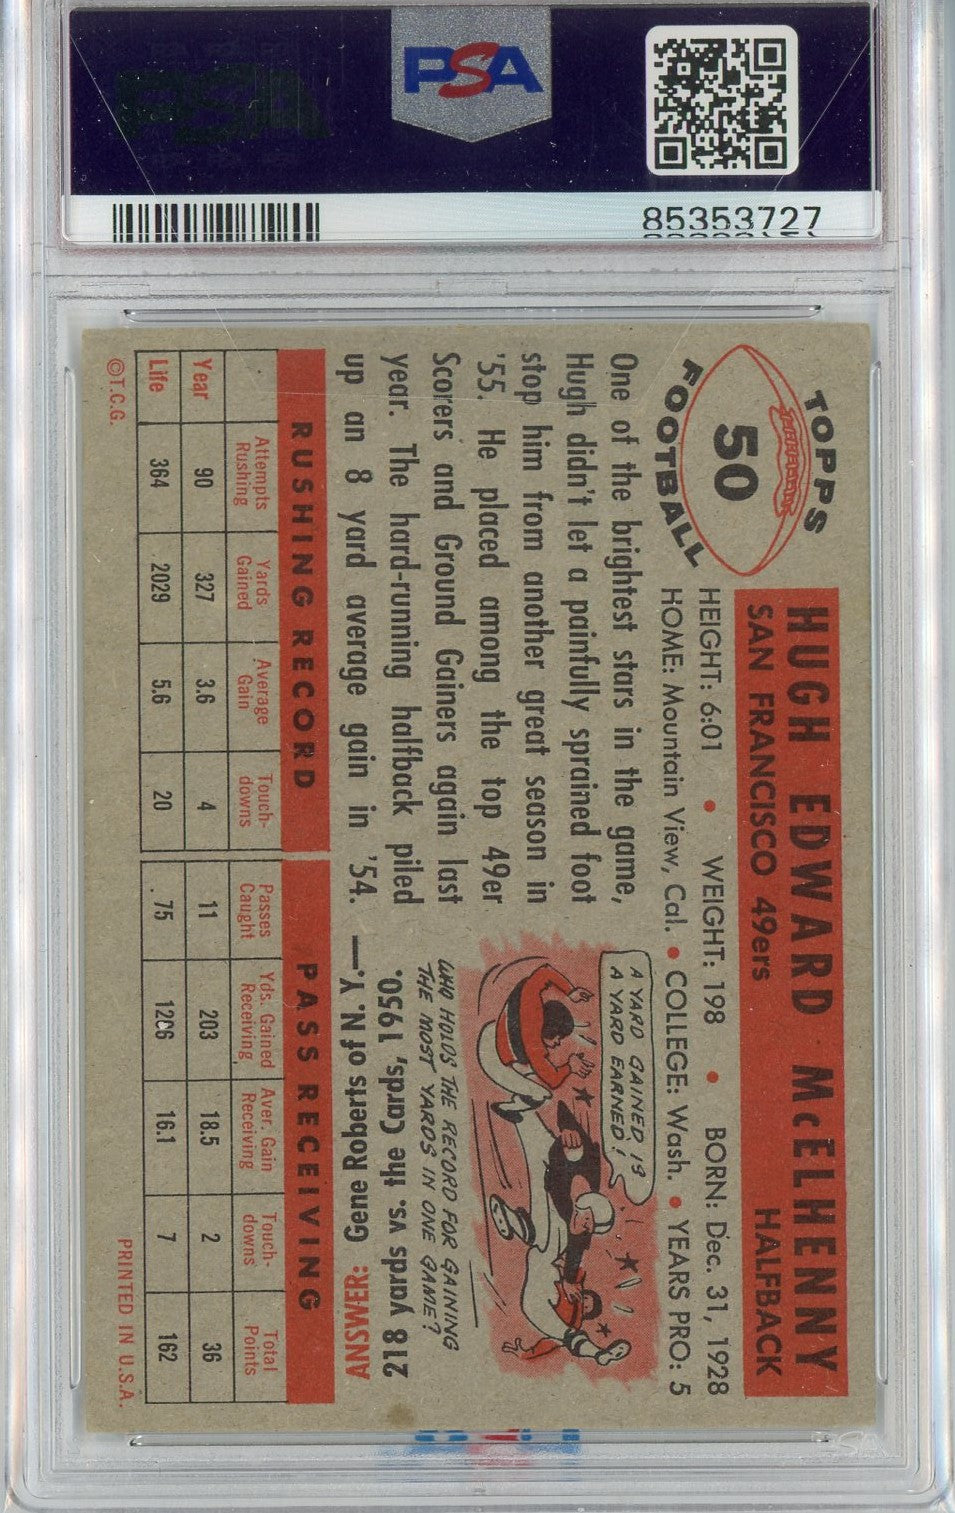 PSA
85353727
TOPPS
50
FOOTBALL
HUGH EDWARD McELHENNY
SAN FRANCISCO 49ers HALFBACK
HEIGHT: 6:01 • WEIGHT: 198 • BORN: Dec. 31, 1928
HOME: Mountain View, Cal. • COLLEGE: Wash. • YEARS PRO: 5
One of the brightest stars in the game,
Hugh didn't let a painfully sprained foot
stop him from another great season in
'55. He placed among the top 49er
Scorers and Ground Gainers again last
year. The hard-running halfback piled
up an 8 yard average gain in '54.
A YARD GAINED IS
A YARD EARNED!
WHO HOLDS THE RECORD FOR GAINING
THE MOST YARDS IN ONE GAME?
ANSWER: Gene Roberts of N. Y.—
218 yards vs. the Cards, 1950.
RUSHING RECORD PASS RECEIVING
Attempts Rushing Yards Gained Average Gain Touch-downs Passes Caught Yds. Gained Receiving Aver. Gain Receiving Touch-downs Total Points
Year 90 327 3.6 4 11 203 18.5 2 36
Life 364 2029 5.6 20 75 1206 16.1 7 162
©T.C.G. PRINTED IN U.S.A.